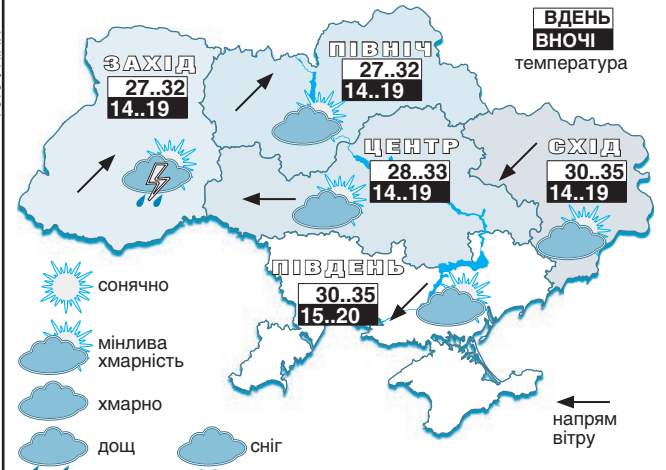 ВДЕНЬ
ВНОЧІ
температура
ЗАХІД
27..32
14..19
ПІВНІЧ
27..32
14..19
ЦЕНТР
28..33
14..19
СХІД
30..35
14..19
ПІВДЕНЬ
30..35
15..20
сонячно
мінлива
хмарність
хмарно
дощ
сніг
напрям
вітру